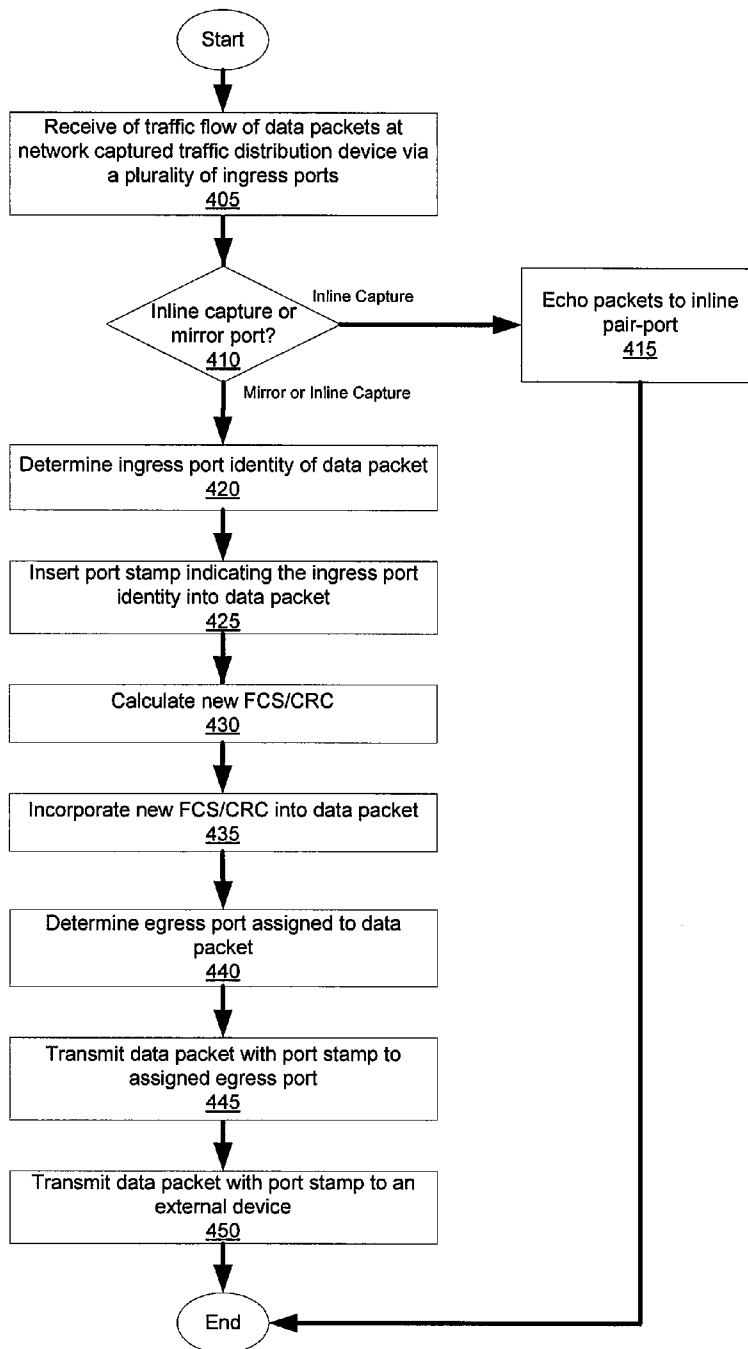 Start
Receive of traffic flow of data packets at
network captured traffic distribution device via
a plurality of ingress ports
405
Inline capture or
mirror port?
410
Inline Capture
Echo packets to inline
pair-port
415
Mirror or Inline Capture
Determine ingress port identity of data packet
420
Insert port stamp indicating the ingress port
identity into data packet
425
Calculate new FCS/CRC
430
Incorporate new FCS/CRC into data packet
435
Determine egress port assigned to data
packet
440
Transmit data packet with port stamp to
assigned egress port
445
Transmit data packet with port stamp to an
external device
450
End